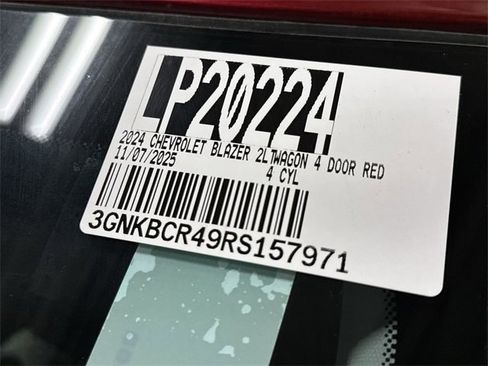 LP20224
2024 CHEVROLET BLAZER 2LTWAGON 4 DOOR RED
11/07/2025 4 CYL
3GNKBCR49RS157971